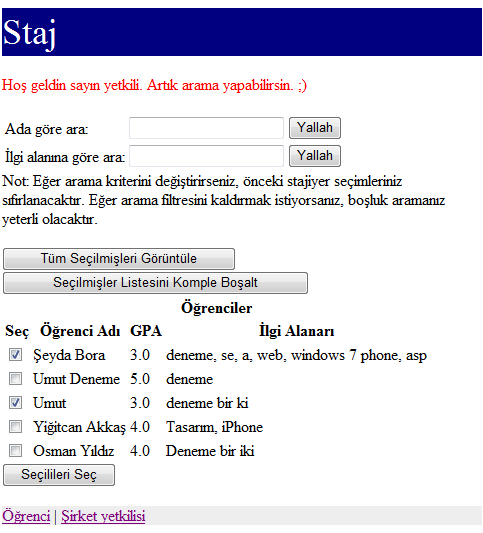 Staj
Hoş geldin sayın yetkili. Artık arama yapabilirsin. ;)
Ada göre ara: Yallah
İlgi alanına göre ara: Yallah
Not: Eğer arama kriterini değiştirirseniz, önceki stajiyer seçimleriniz
sıfırlanacaktır. Eğer arama filtresini kaldırmak istiyorsanız, boşluk aramanız
yeterli olacaktır.
Tüm Seçilmişleri Görüntüle
Seçilmişler Listesini Komple Boşalt
Öğrenciler
Seç Öğrenci Adı GPA İlgi Alanarı
Şeyda Bora 3.0 deneme, se, a, web, windows 7 phone, asp
Umut Deneme 5.0 deneme
Umut 3.0 deneme bir ki
Yiğitcan Akkaş 4.0 Tasarım, iPhone
Osman Yıldız 4.0 Deneme bir iki
Seçilileri Seç
Öğrenci | Şirket yetkilisi